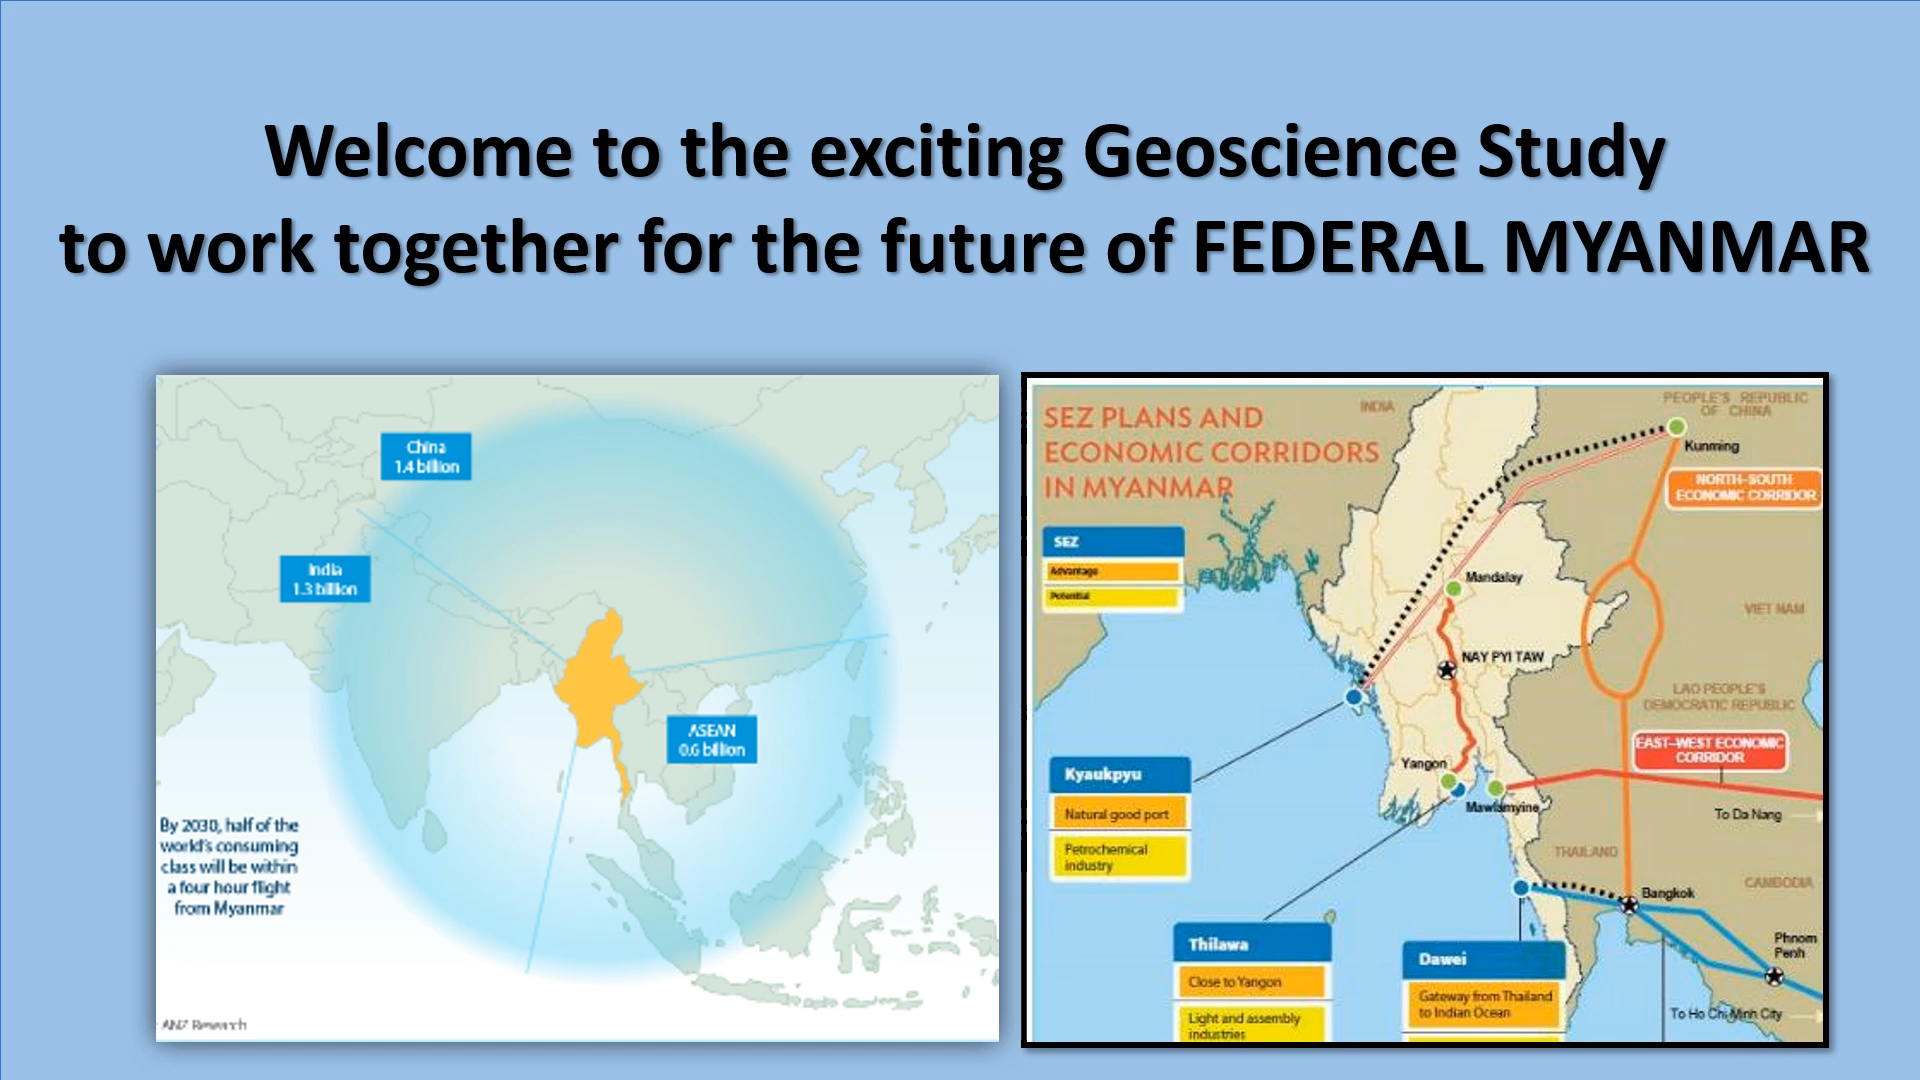 Welcome to the exciting Geoscience Study
to work together for the future of FEDERAL MYANMAR
China
1.4 billion
India
1.3 billion
ASEAN
0.6 billion
By 2030, half of the
world's consuming
class will be within
a four hour flight
from Myanmar
ANZ Research
SEZ PLANS AND
ECONOMIC CORRIDORS
IN MYANMAR
INDIA
PEOPLE'S REPUBLIC
OF CHINA
Kunming
NORTH-SOUTH
ECONOMIC CORRIDOR
SEZ
Advantage
Potential
Mandalay
VIET NAM
NAY PYI TAW
LAO PEOPLE'S
DEMOCRATIC REPUBLIC
EAST-WEST ECONOMIC
CORRIDOR
Yangon
Mawlamyine
To Da Nang
Kyaukpyu
Natural good port
Petrochemical
industry
THAILAND
CAMBODIA
Bangkok
Phnom
Penh
Thilawa
Close to Yangon
Light and assembly
industries
Dawei
Gateway from Thailand
to Indian Ocean
To Ho Chi Minh City